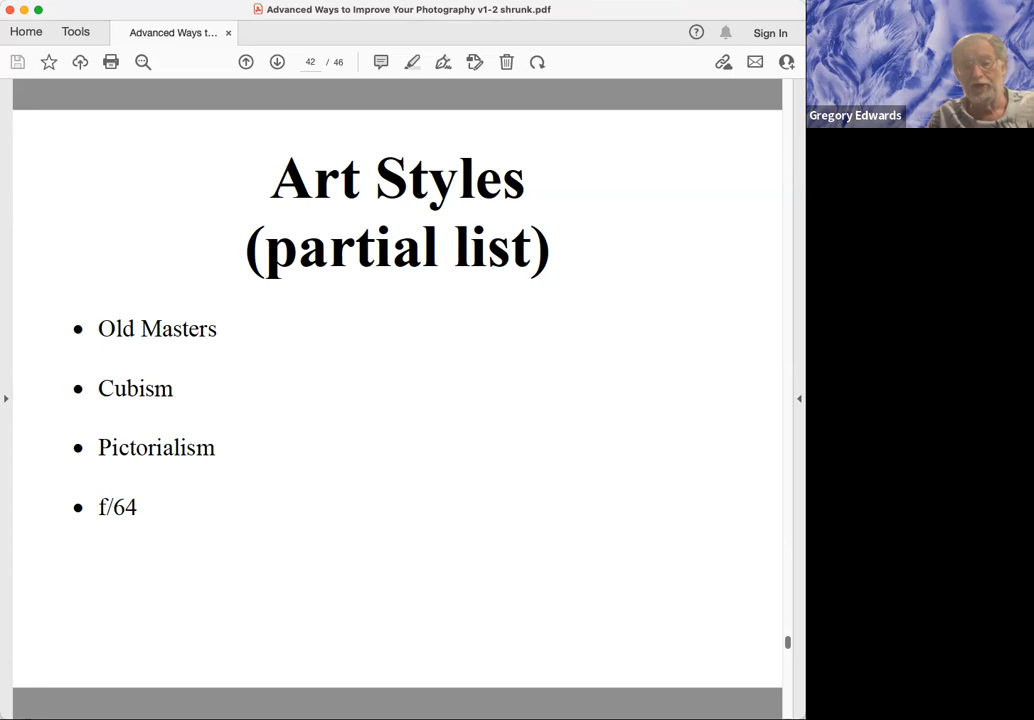 Advanced Ways to Improve Your Photography v1-2 shrunk.pdf
Home Tools Advanced Ways t... × Sign In
42 / 46
Gregory Edwards
Art Styles
(partial list)
• Old Masters
• Cubism
• Pictorialism
• f/64